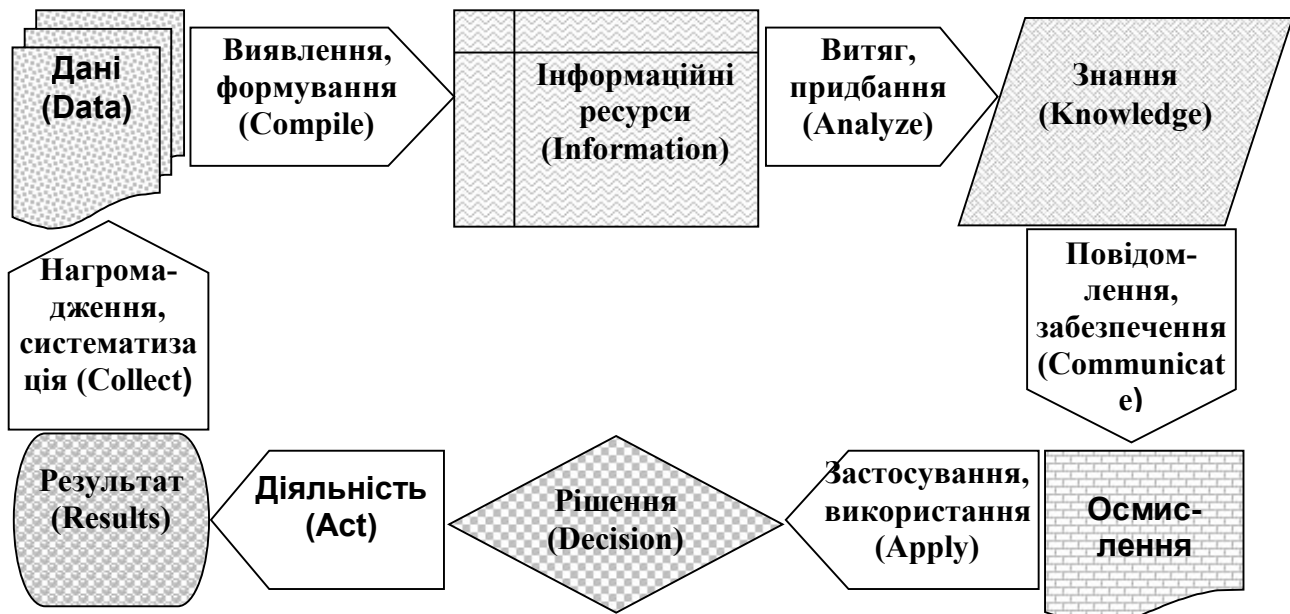 Дані
(Data)
Виявлення,
формування
(Compile)
Інформаційні
ресурси
(Information)
Витяг,
придбання
(Analyze)
Знання
(Knowledge)
Повідом-
лення,
забезпечення
(Communicat
e)
Осмис-
лення
Застосування,
використання
(Apply)
Рішення
(Decision)
Діяльність
(Act)
Результат
(Results)
Нагрома-
дження,
систематиза
ція (Collect)